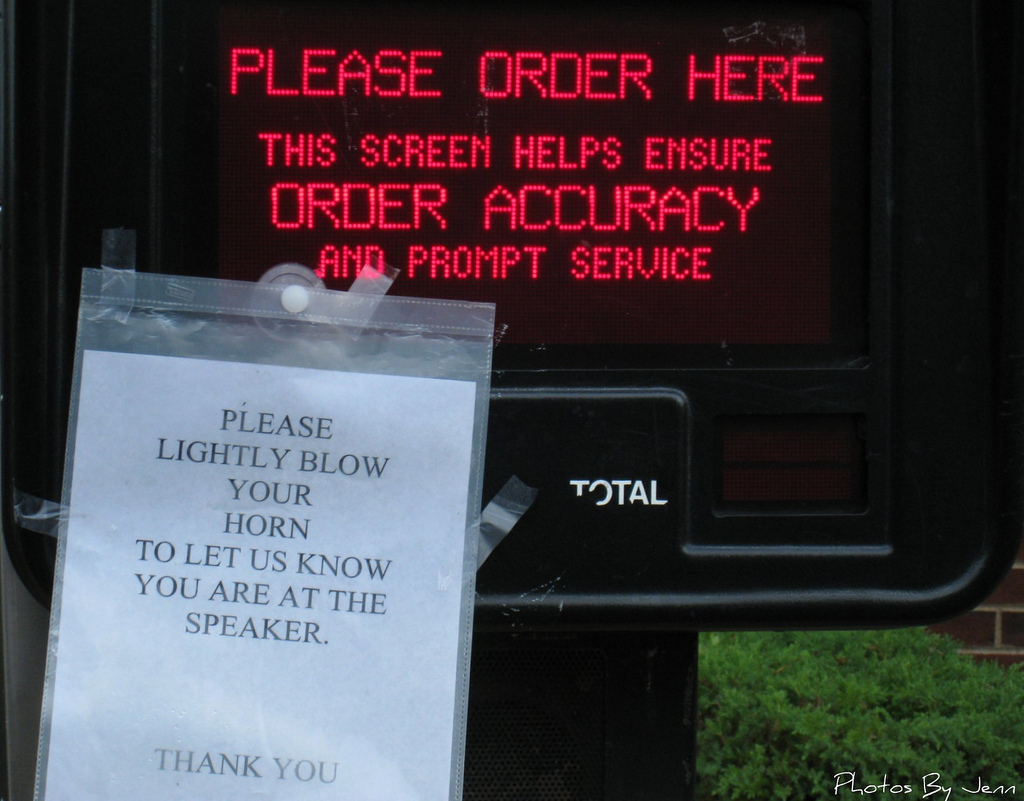 PLEASE ORDER HERE
THIS SCREEN HELPS ENSURE
ORDER ACCURACY
AND PROMPT SERVICE
PLEASE
LIGHTLY BLOW
YOUR
HORN
TO LET US KNOW
YOU ARE AT THE
SPEAKER.
THANK YOU
TOTAL
Photos By Jenn